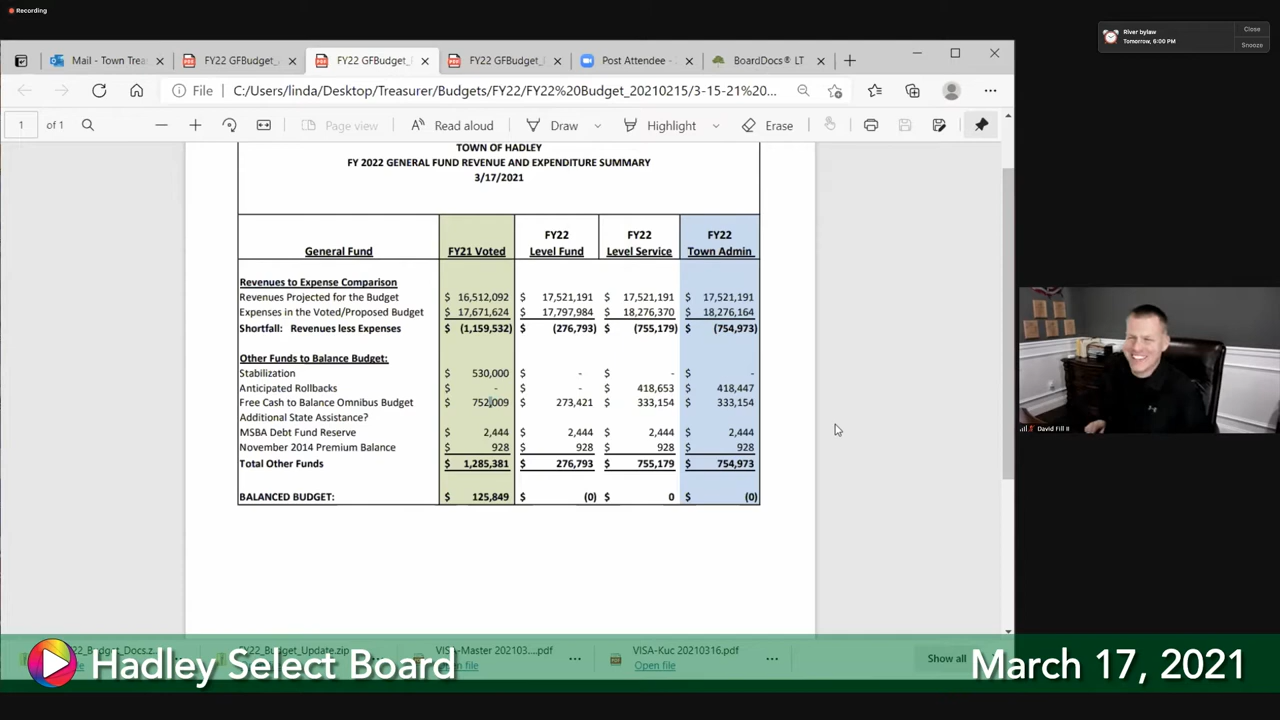 Recording
River bylaw
Tomorrow, 6:00 PM
Close
Snooze
Mail - Town Trea
FY22 GFBudget_
FY22 GFBudget_
FY22 GFBudget_
Post Attendee -
BoardDocs® LT
File C:/Users/linda/Desktop/Treasurer/Budgets/FY22/FY22%20Budget_20210215/3-15-21%20...
1 of 1 Page view Read aloud Draw Highlight Erase
TOWN OF HADLEY
FY 2022 GENERAL FUND REVENUE AND EXPENDITURE SUMMARY
3/17/2021
General Fund FY21 Voted FY22 Level Fund FY22 Level Service FY22 Town Admin
Revenues to Expense Comparison
Revenues Projected for the Budget $ 16,512,092 $ 17,521,191 $ 17,521,191 $ 17,521,191
Expenses in the Voted/Proposed Budget $ 17,671,624 $ 17,797,984 $ 18,276,370 $ 18,276,164
Shortfall: Revenues less Expenses $ (1,159,532) $ (276,793) $ (755,179) $ (754,973)
Other Funds to Balance Budget:
Stabilization $ 530,000 $ - $ - $ -
Anticipated Rollbacks $ - $ - $ 418,653 $ 418,447
Free Cash to Balance Omnibus Budget $ 752,009 $ 273,421 $ 333,154 $ 333,154
Additional State Assistance?
MSBA Debt Fund Reserve $ 2,444 $ 2,444 $ 2,444 $ 2,444
November 2014 Premium Balance $ 928 $ 928 $ 928 $ 928
Total Other Funds $ 1,285,381 $ 276,793 $ 755,179 $ 754,973
BALANCED BUDGET: $ 125,849 $ (0) $ 0 $ (0)
David Fill II
FY22_Budget_Update.zip
VISA-Master 202103....pdf
Open file
VISA-Kuc 20210316.pdf
Open file
Show all
Hadley Select Board
March 17, 2021